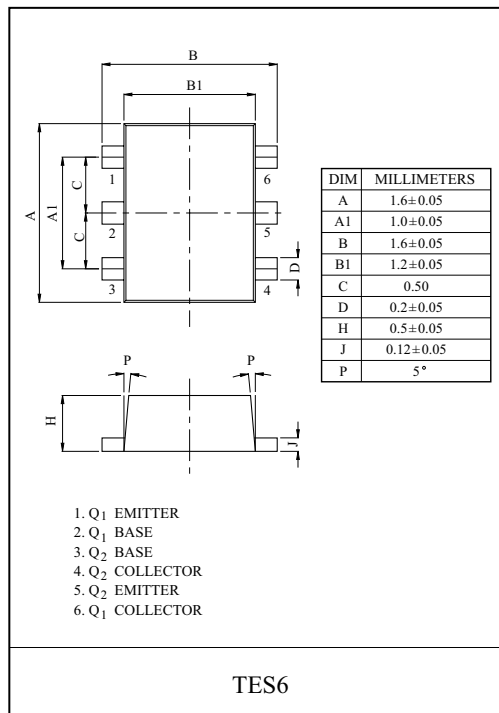 B
B1
1
6
C
A
A1
2
5
C
D
3
4
P
P
H
J
DIM MILLIMETERS
A 1.6±0.05
A1 1.0±0.05
B 1.6±0.05
B1 1.2±0.05
C 0.50
D 0.2±0.05
H 0.5±0.05
J 0.12±0.05
P 5°
1. Q1 EMITTER
2. Q1 BASE
3. Q2 BASE
4. Q2 COLLECTOR
5. Q2 EMITTER
6. Q1 COLLECTOR
TES6